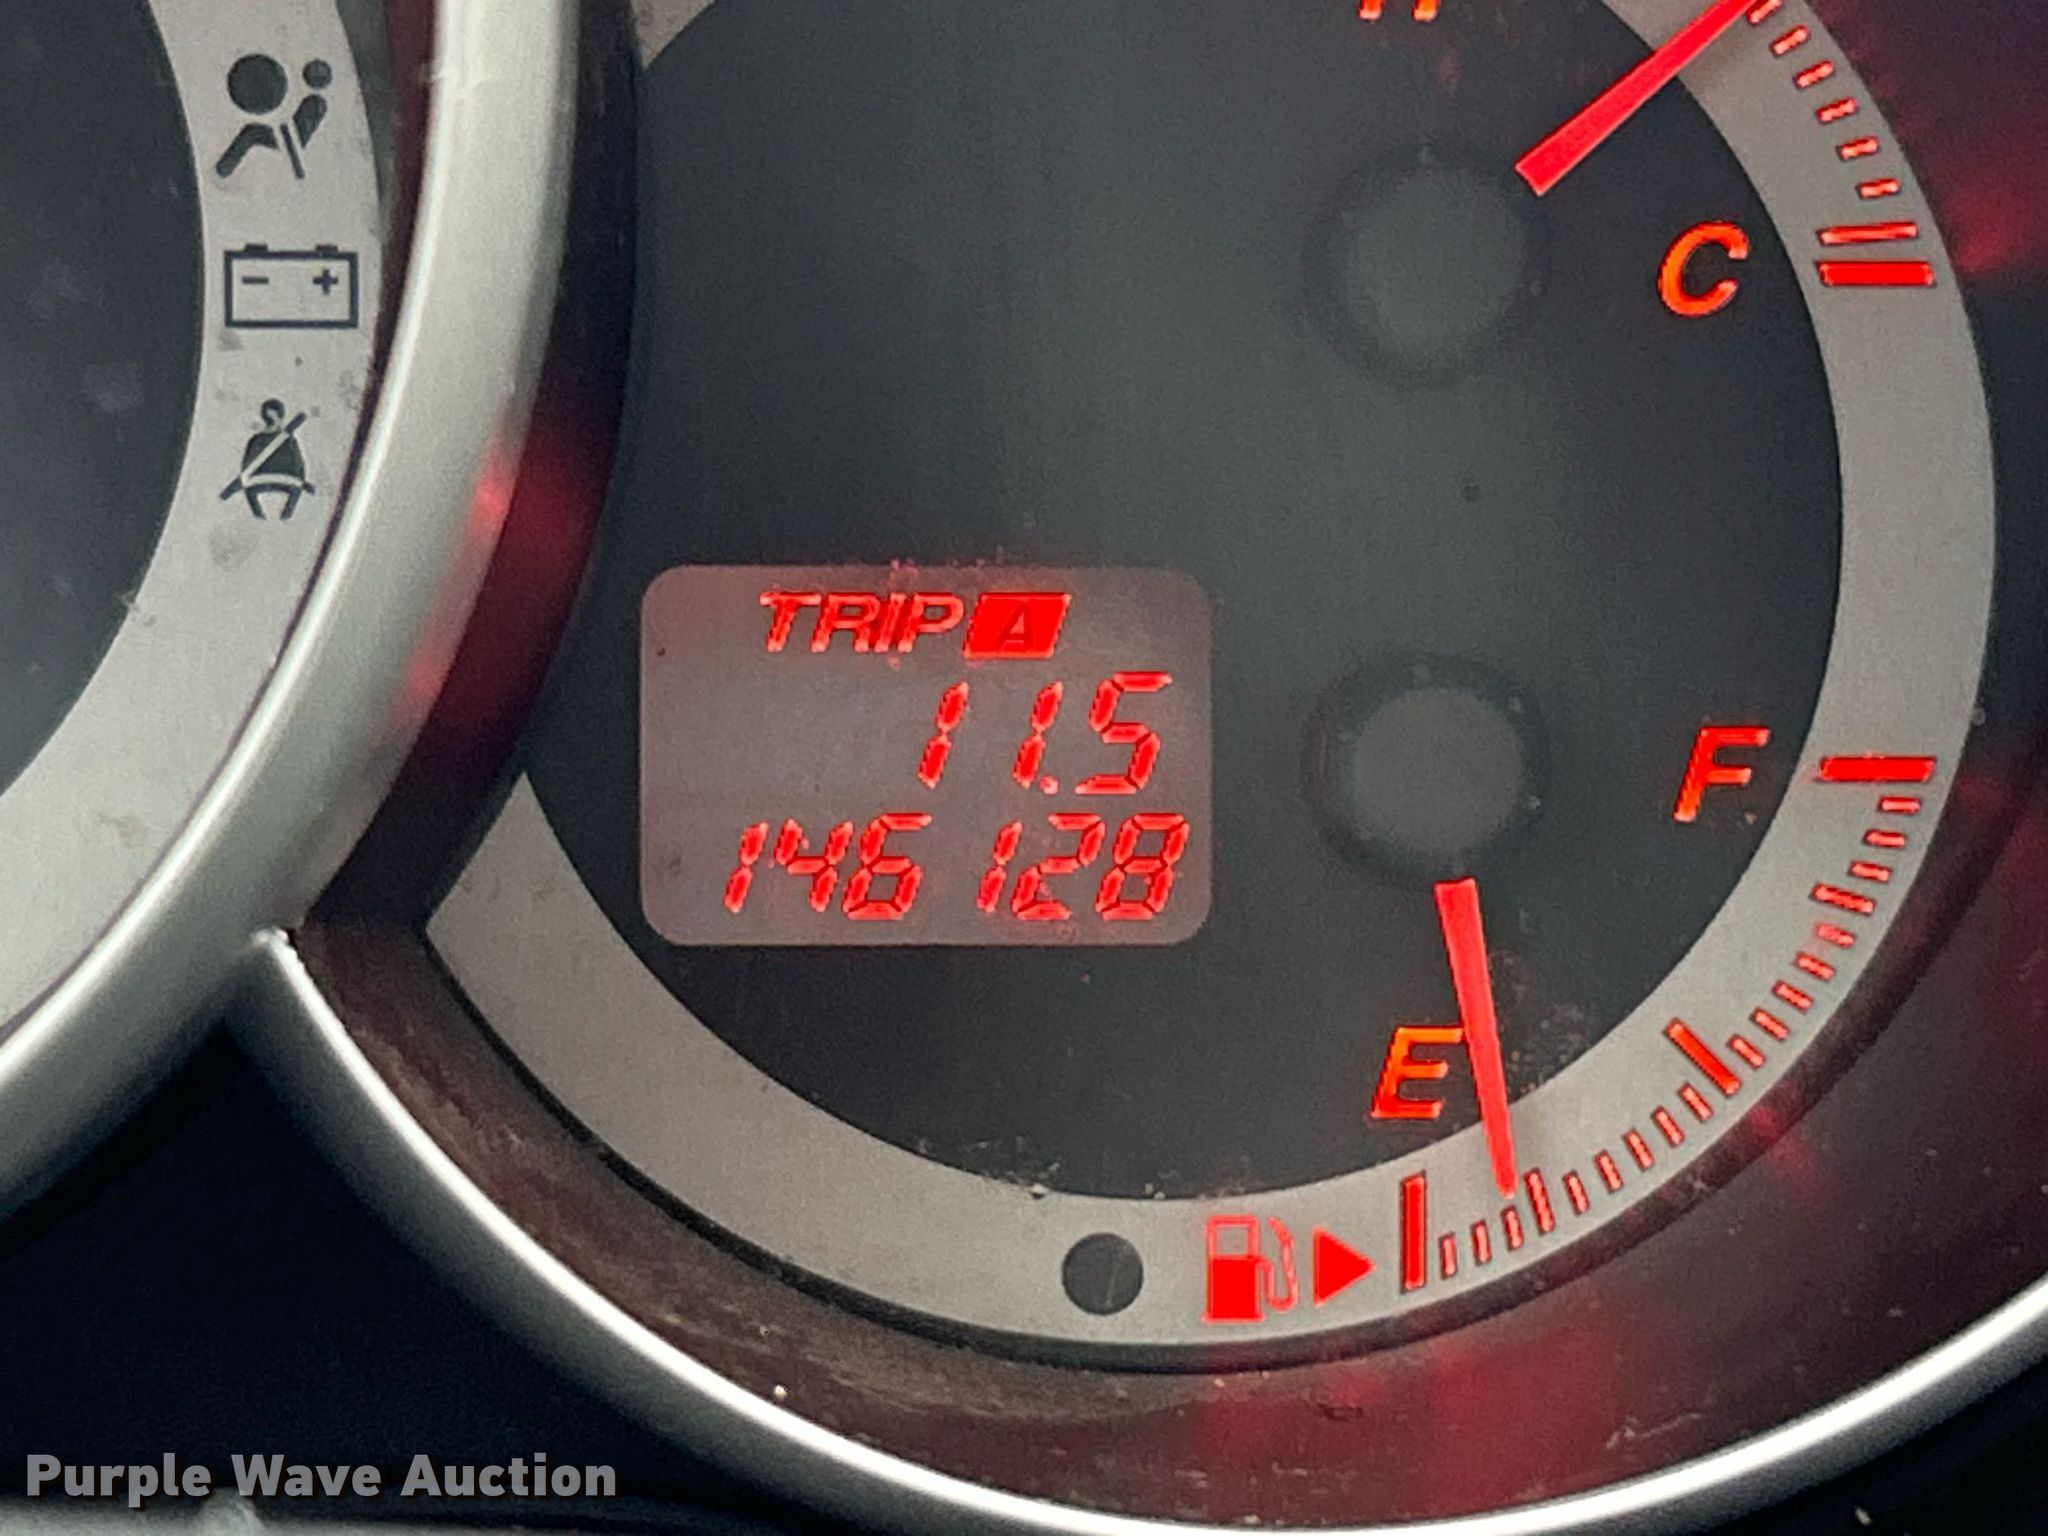 C
TRIP A
11.5
146128
F
E
Purple Wave Auction